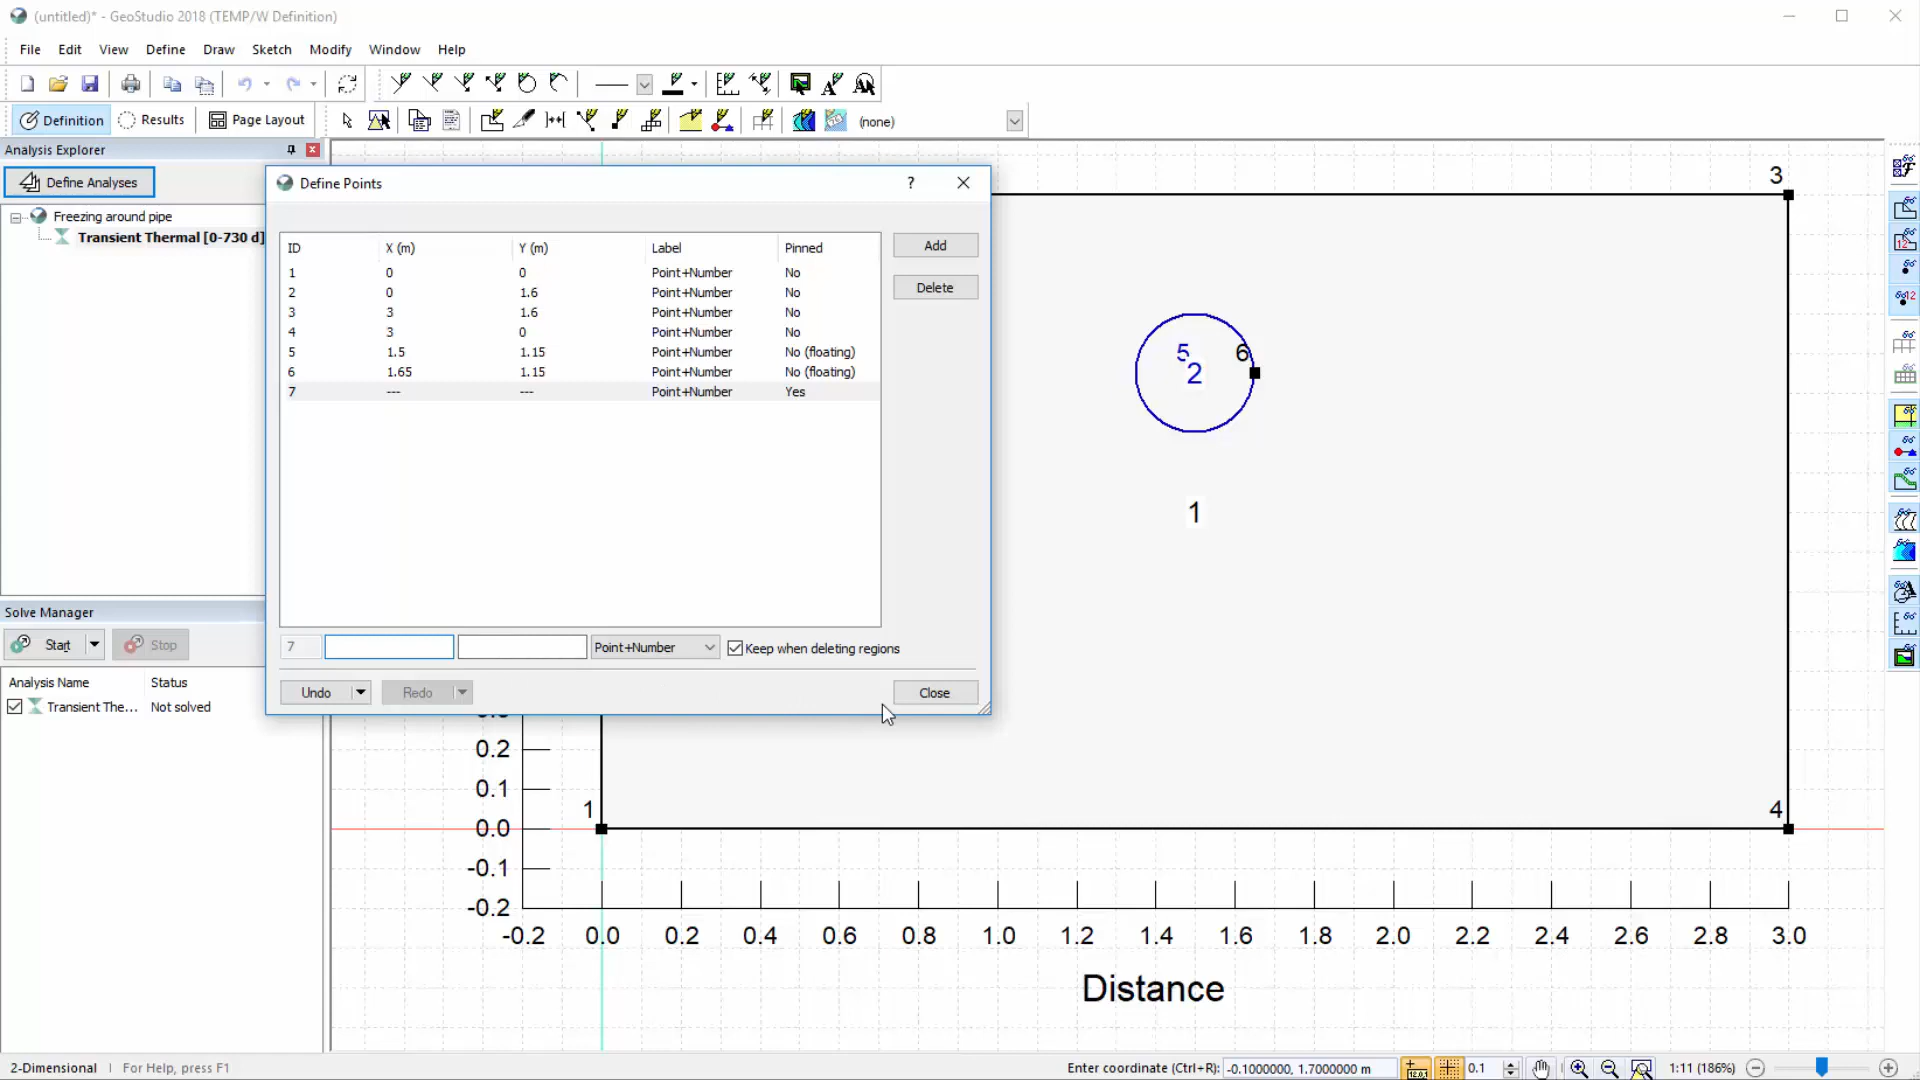 (untitled)* - GeoStudio 2018 (TEMP/W Definition)
File Edit View Define Draw Sketch Modify Window Help
Definition Results Page Layout (none)
Analysis Explorer
Define Analyses
Freezing around pipe
Transient Thermal [0-730 d]
Define Points
ID X (m) Y (m) Label Pinned
1 0 0 Point+Number No
2 0 1.6 Point+Number No
3 3 1.6 Point+Number No
4 3 0 Point+Number No
5 1.5 1.15 Point+Number No (floating)
6 1.65 1.15 Point+Number No (floating)
7 --- --- Point+Number Yes
Add
Delete
7 Point+Number Keep when deleting regions
Undo Redo Close
Solve Manager
Start Stop
Analysis Name Status
Transient The... Not solved
3
5 6
2
1
0.2
0.1
1 4
0.0
-0.1
-0.2
-0.2 0.0 0.2 0.4 0.6 0.8 1.0 1.2 1.4 1.6 1.8 2.0 2.2 2.4 2.6 2.8 3.0
Distance
2-Dimensional For Help, press F1 Enter coordinate (Ctrl+R): -0.1000000, 1.7000000 m 0.1 1:11 (186%)